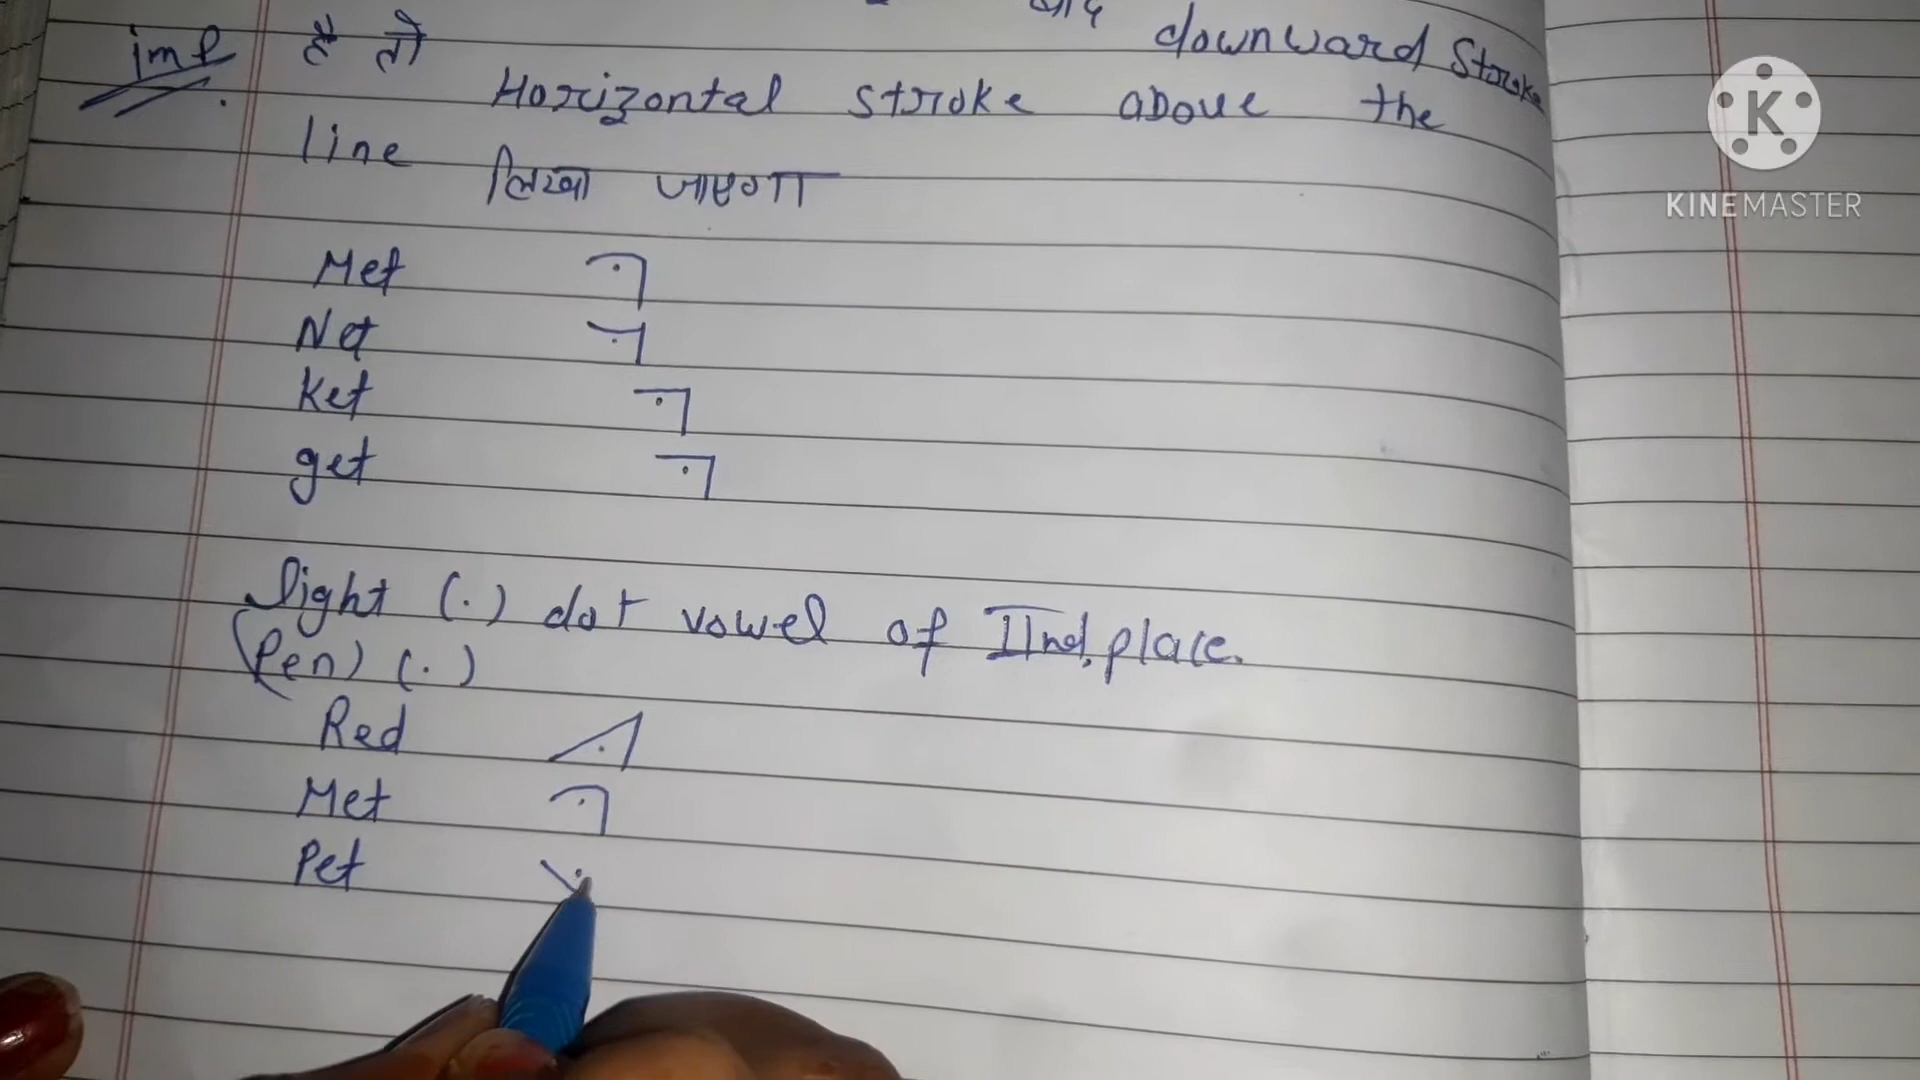 बाद downward Stroke
imp है तो Horizontal stroke above the
line लिखा जाएगा
Met
Net
Ket
get
light (.) dot vowel of IInd, place.
(Pen) (.)
Red
Met
Pet
K
KINEMASTER